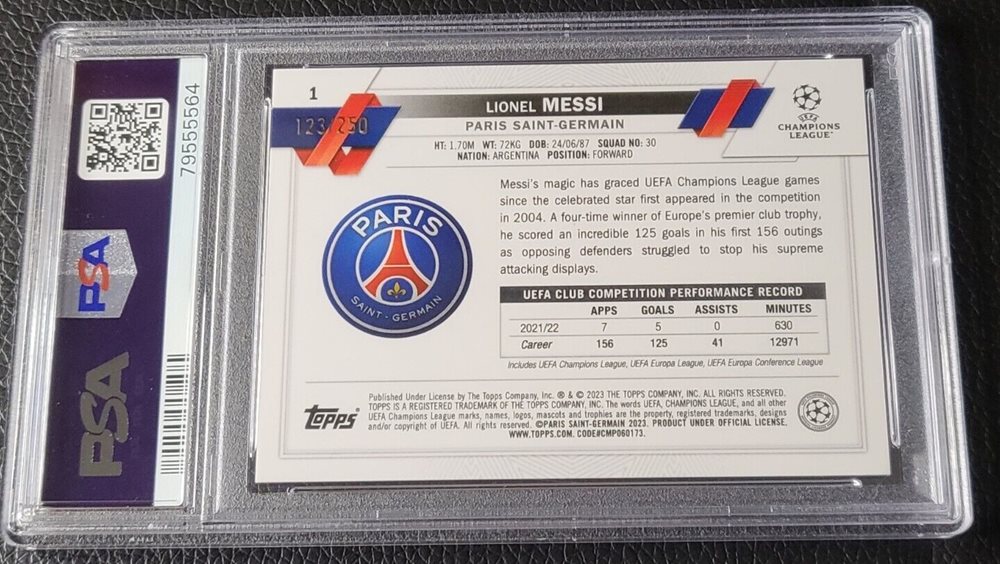 79555564
PSA
PSA
1
123/250
LIONEL MESSI
PARIS SAINT-GERMAIN
HT: 1.70M WT: 72KG DOB: 24/06/87 SQUAD NO: 30
NATION: ARGENTINA POSITION: FORWARD
UEFA
CHAMPIONS
LEAGUE™
PARIS
SAINT-GERMAIN
Messi's magic has graced UEFA Champions League games
since the celebrated star first appeared in the competition
in 2004. A four-time winner of Europe's premier club trophy,
he scored an incredible 125 goals in his first 156 outings
as opposing defenders struggled to stop his supreme
attacking displays.
UEFA CLUB COMPETITION PERFORMANCE RECORD
APPS GOALS ASSISTS MINUTES
2021/22 7 5 0 630
Career 156 125 41 12971
Includes UEFA Champions League, UEFA Europa League, UEFA Europa Conference League
Topps®
Published Under License by The Topps Company, Inc. ® & © 2023 THE TOPPS COMPANY, INC. ALL RIGHTS RESERVED.
TOPPS IS A REGISTERED TRADEMARK OF THE TOPPS COMPANY, INC. The words UEFA, CHAMPIONS LEAGUE, and all other
UEFA Champions League marks, names, logos, mascots and trophies are the property, registered trademarks, designs
and/or copyright of UEFA. All rights reserved. ©PARIS SAINT-GERMAIN 2023. PRODUCT UNDER OFFICIAL LICENSE.
WWW.TOPPS.COM. CODE#CMP060173.